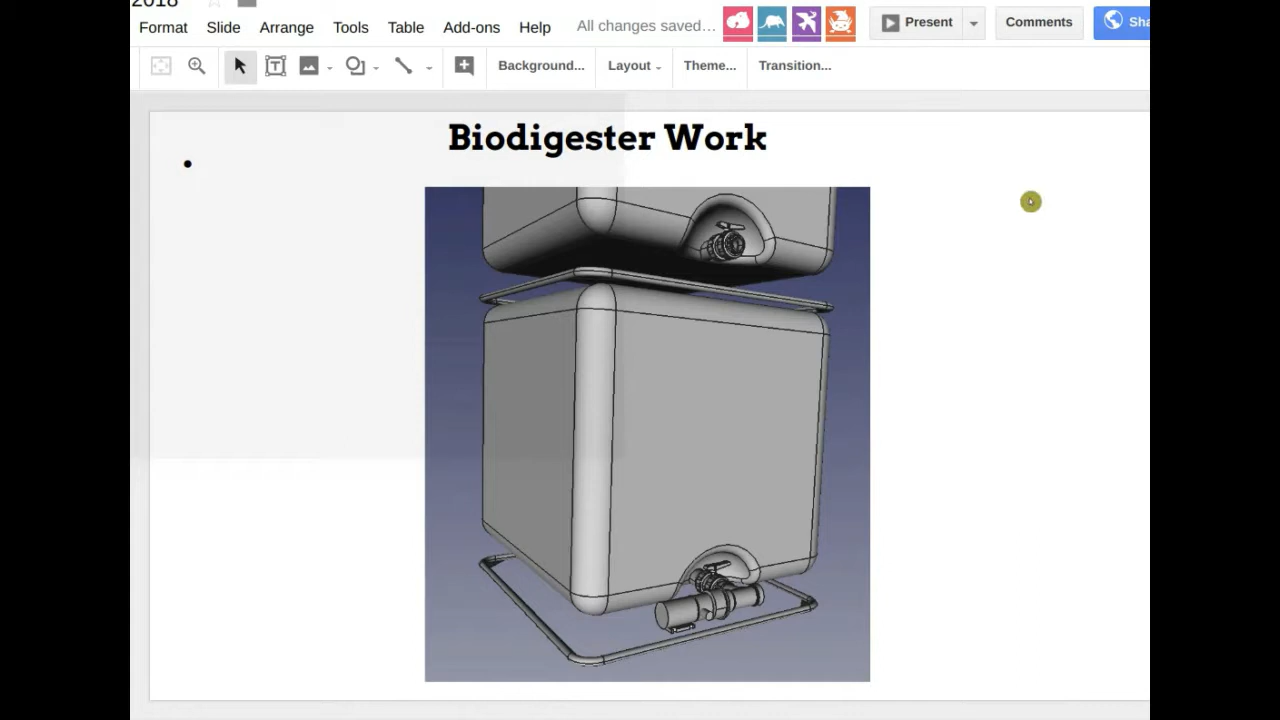 2018
Present
Comments
Sha
Format Slide Arrange Tools Table Add-ons Help All changes saved…
Background... Layout Theme... Transition...
Biodigester Work